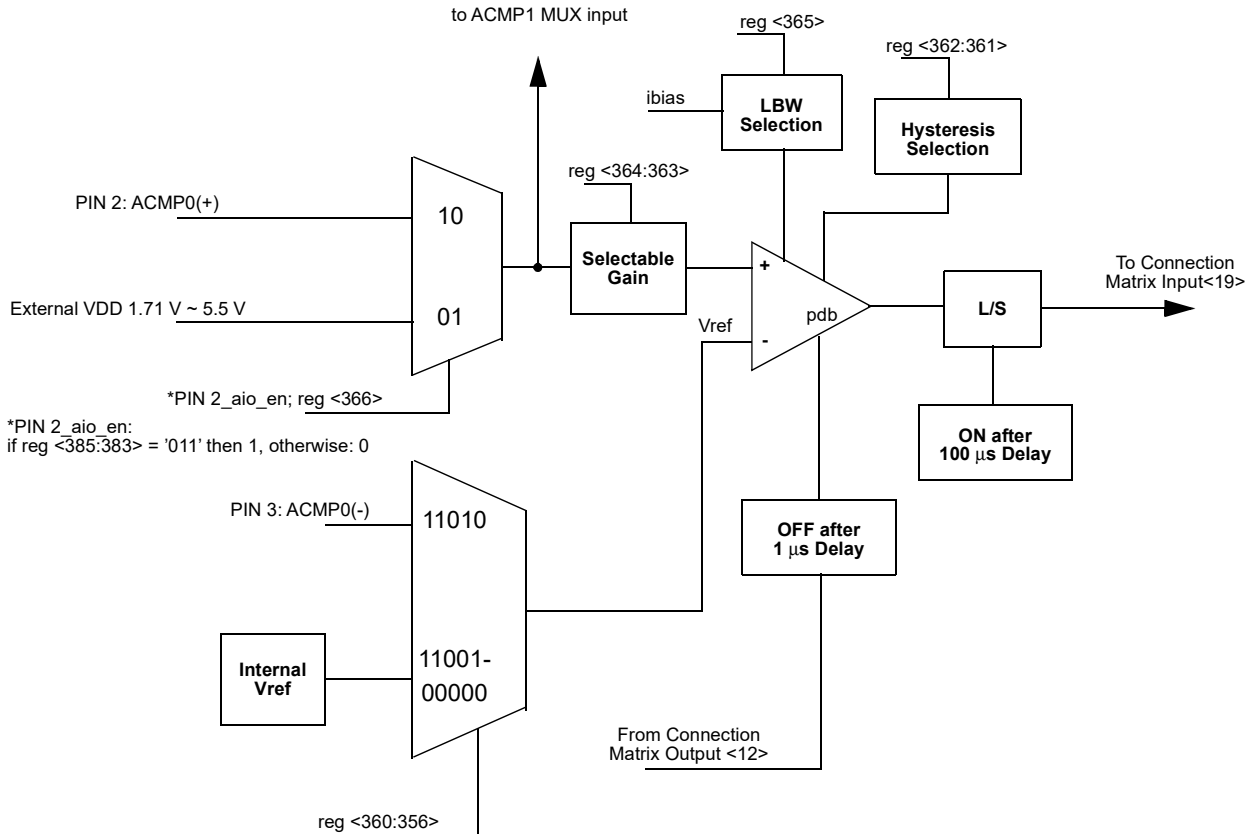 to ACMP1 MUX input
reg <365>
reg <362:361>
ibias
LBW
Selection
Hysteresis
Selection
reg <364:363>
PIN 2: ACMP0(+)
10
Selectable
Gain
+
To Connection
Matrix Input<19>
External VDD 1.71 V ~ 5.5 V
01
Vref
-
pdb
L/S
*PIN 2_aio_en; reg <366>
*PIN 2_aio_en:
if reg <385:383> = '011' then 1, otherwise: 0
ON after
100 μs Delay
PIN 3: ACMP0(-)
11010
OFF after
1 μs Delay
Internal
Vref
11001-
00000
From Connection
Matrix Output <12>
reg <360:356>